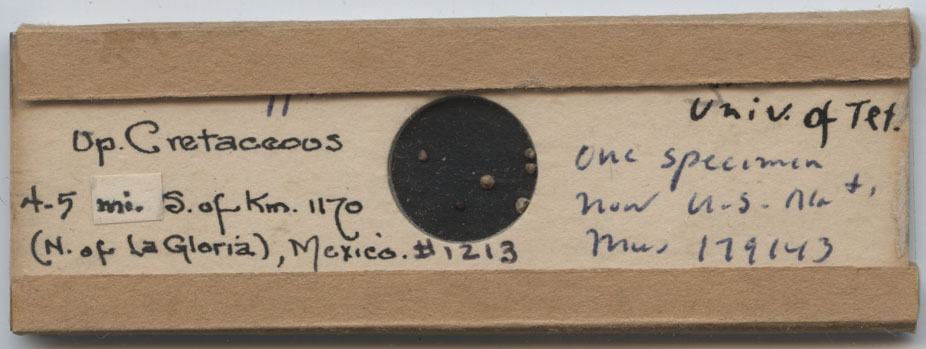 Up. Cretaceous
4-5 mi. S. of Km. 1170
(N. of La Gloria), Mexico. #1213
Univ. of Tex.
One specimen
now U.S. Nat.
Mus 179143